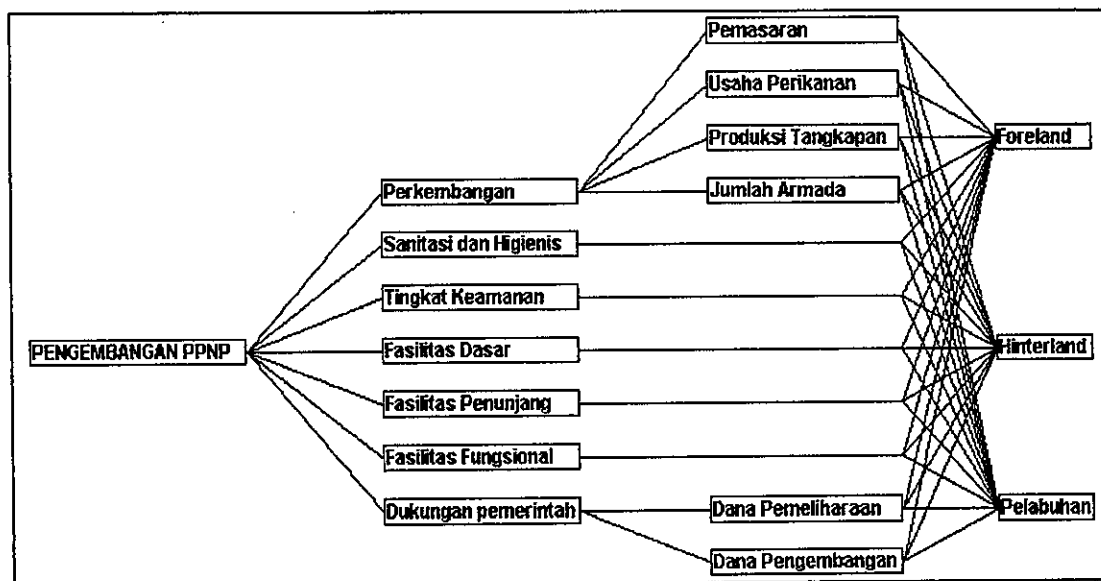 PENGEMBANGAN PPNP
Perkembangan
Sanitasi dan Higienis
Tingkat Keamanan
Fasilitas Dasar
Fasilitas Penunjang
Fasilitas Fungsional
Dukungan pemerintah
Pemasaran
Usaha Perikanan
Produksi Tangkapan
Jumlah Armada
Dana Pemeliharaan
Dana Pengembangan
Foreland
Hinterland
Pelabuhan